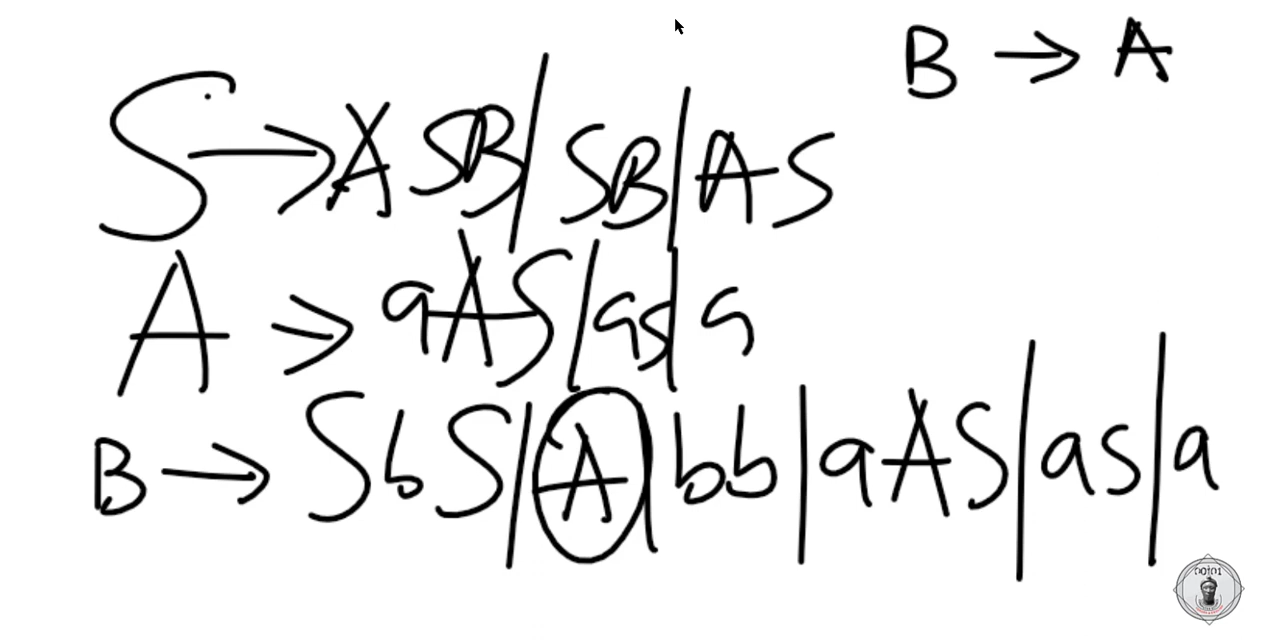 B → A
S → ASB | SB | AS
A → aAS | as | a
B → SbS | A | bb | aAS | as | a